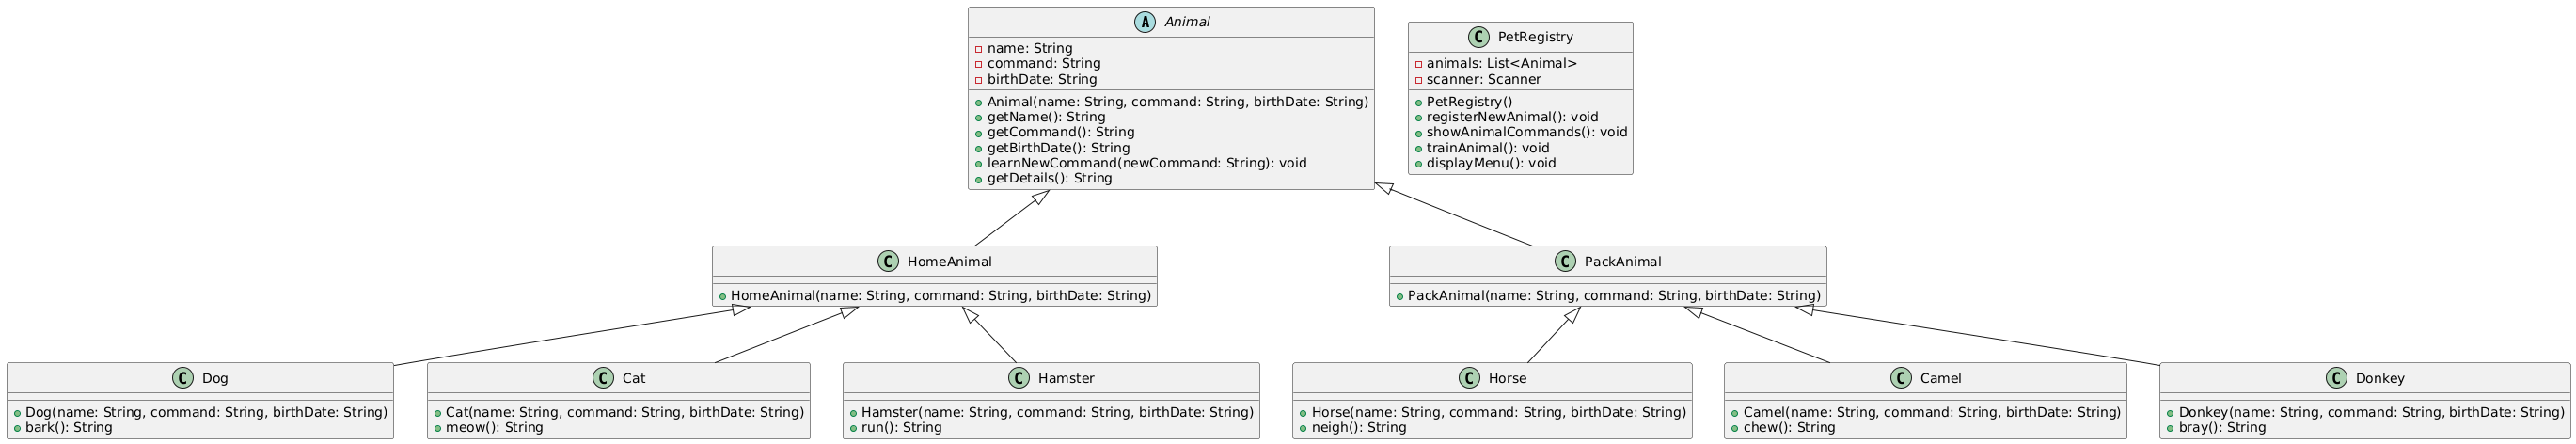 A Animal
name: String
command: String
birthDate: String
Animal(name: String, command: String, birthDate: String)
getName(): String
getCommand(): String
getBirthDate(): String
learnNewCommand(newCommand: String): void
getDetails(): String
C PetRegistry
animals: List<Animal>
scanner: Scanner
PetRegistry()
registerNewAnimal(): void
showAnimalCommands(): void
trainAnimal(): void
displayMenu(): void
C HomeAnimal
HomeAnimal(name: String, command: String, birthDate: String)
C PackAnimal
PackAnimal(name: String, command: String, birthDate: String)
C Dog
Dog(name: String, command: String, birthDate: String)
bark(): String
C Cat
Cat(name: String, command: String, birthDate: String)
meow(): String
C Hamster
Hamster(name: String, command: String, birthDate: String)
run(): String
C Horse
Horse(name: String, command: String, birthDate: String)
neigh(): String
C Camel
Camel(name: String, command: String, birthDate: String)
chew(): String
C Donkey
Donkey(name: String, command: String, birthDate: String)
bray(): String